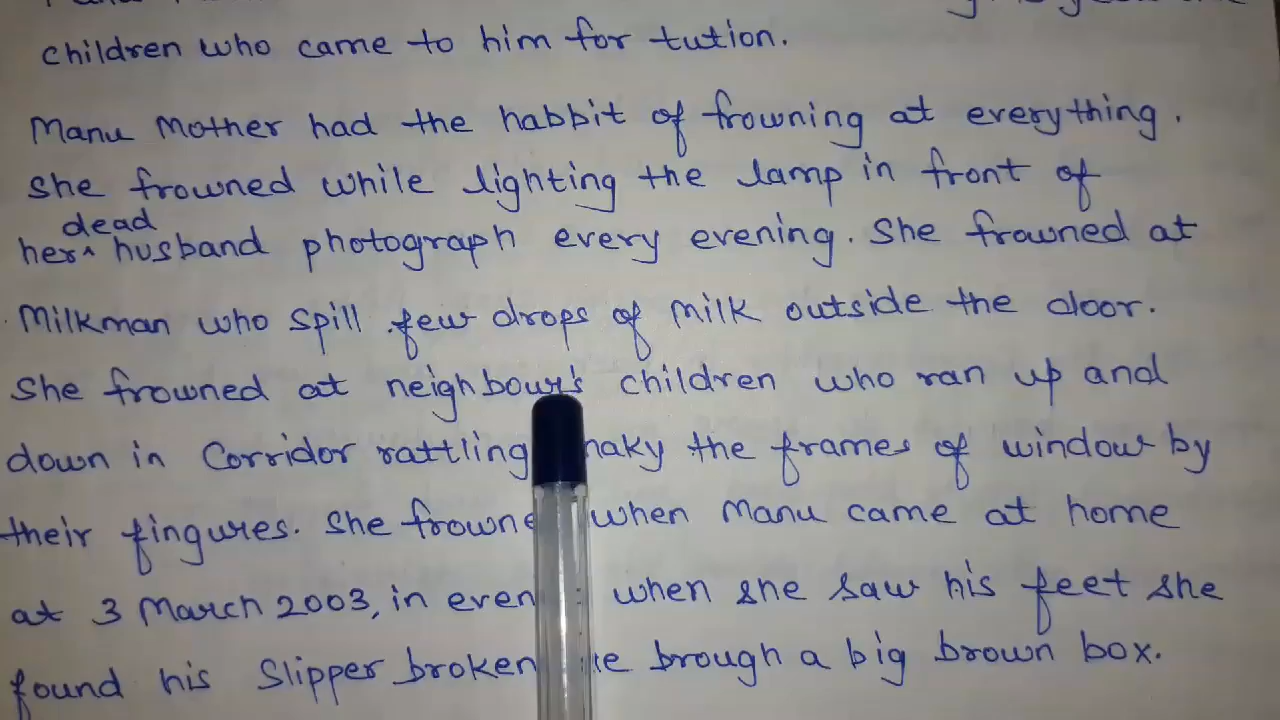 children who came to him for tution.
Manu Mother had the habbit of frowning at everything.
She frowned while lighting the lamp in front of
dead
her^ husband photograph every evening. She frowned at
Milkman who spill few drops of milk outside the door.
She frowned at neighbour's children who ran up and
down in Corridor rattling the frames of window by
their fingures. She when Manu came at home
at 3 March 2003, in when she saw his feet she
found his Slipper broken brough a big brown box.